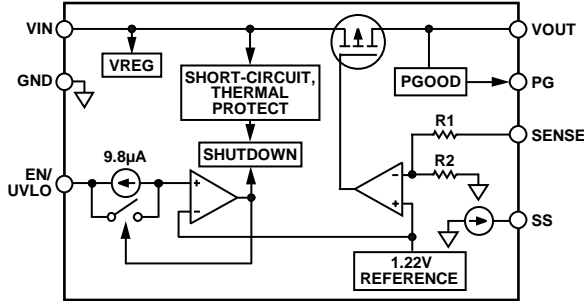 VIN
VOUT
VREG
GND
SHORT-CIRCUIT,
THERMAL
PROTECT
PGOOD
PG
R1
SENSE
SHUTDOWN
R2
EN/
UVLO
9.8µA
SS
1.22V
REFERENCE